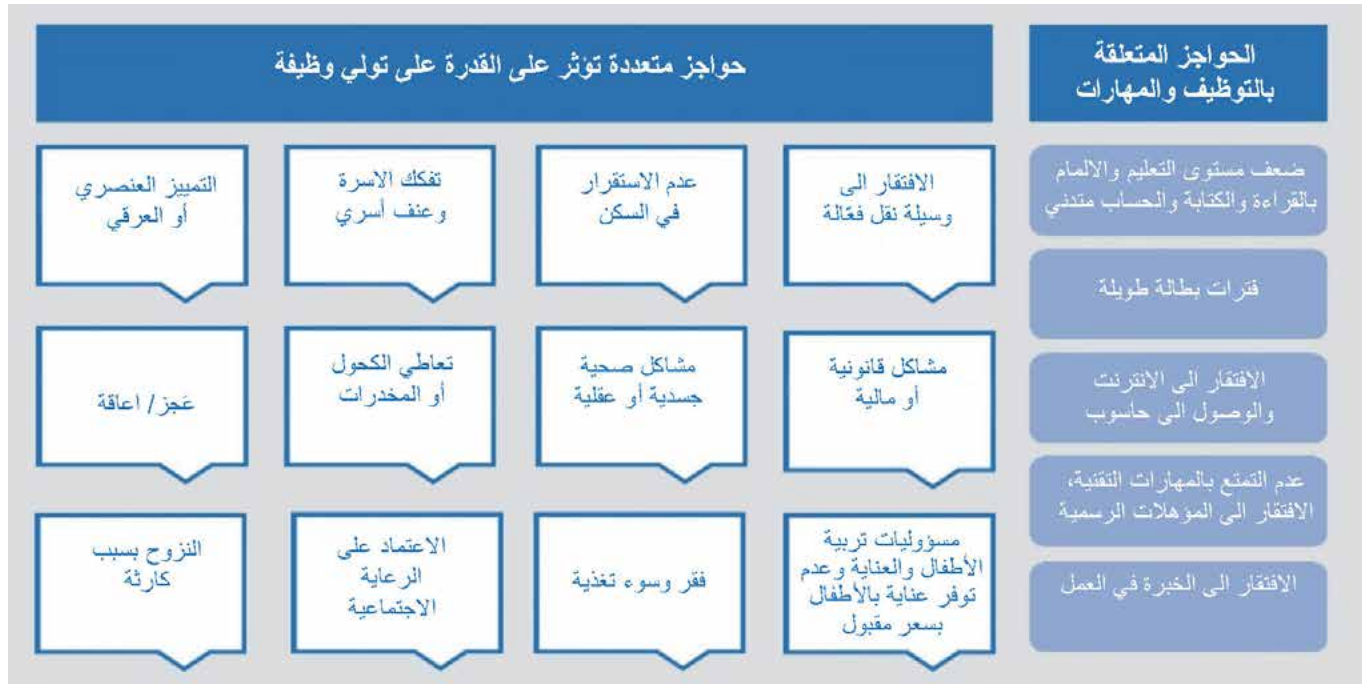 الحواجز المتعلقة
بالتوظيف والمهارات
ضعف مستوى التعليم والالمام
بالقراءة والكتابة والحساب متدني
فترات بطالة طويلة
الافتقار الى الانترنت
والوصول الى حاسوب
عدم التمتع بالمهارات التقنية،
الافتقار الى المؤهلات الرسمية
الافتقار الى الخبرة في العمل
حواجز متعددة تؤثر على القدرة على تولي وظيفة
الافتقار الى
وسيلة نقل فعّالة
عدم الاستقرار
في السكن
تفكك الاسرة
وعنف أسري
التمييز العنصري
أو العرقي
مشاكل قانونية
أو مالية
مشاكل صحية
جسدية أو عقلية
تعاطي الكحول
أو المخدرات
عَجز/ اعاقة
مسؤوليات تربية
الأطفال والعناية وعدم
توفر عناية بالأطفال
بسعر مقبول
فقر وسوء تغذية
الاعتماد على
الرعاية
الاجتماعية
النزوح بسبب
كارثة